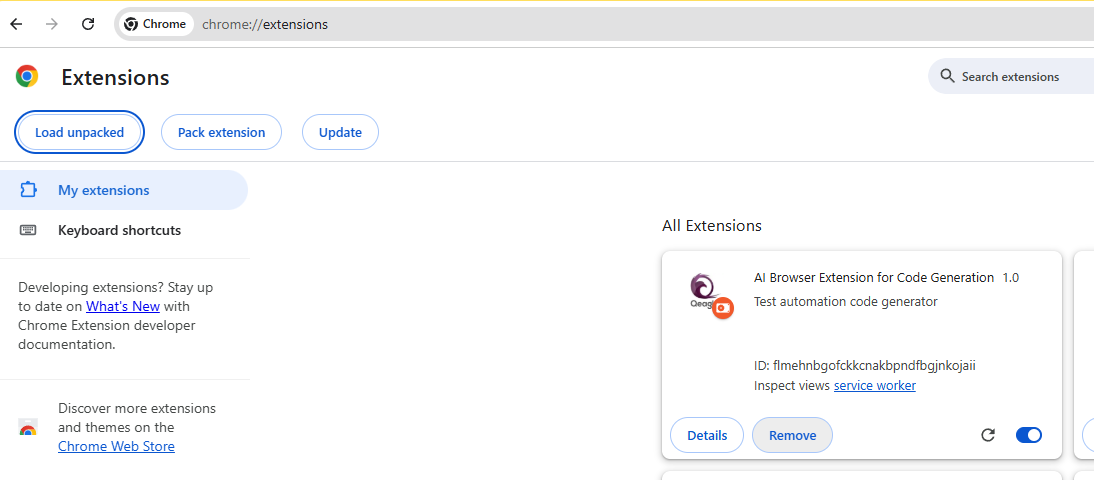 Chrome chrome://extensions
Extensions
Search extensions
Load unpacked Pack extension Update
My extensions
Keyboard shortcuts
Developing extensions? Stay up
to date on What's New with
Chrome Extension developer
documentation.
Discover more extensions
and themes on the
Chrome Web Store
All Extensions
AI Browser Extension for Code Generation 1.0
Test automation code generator
ID: flmehnbgofckkcnakbpndfbgjnkojaii
Inspect views service worker
Details Remove